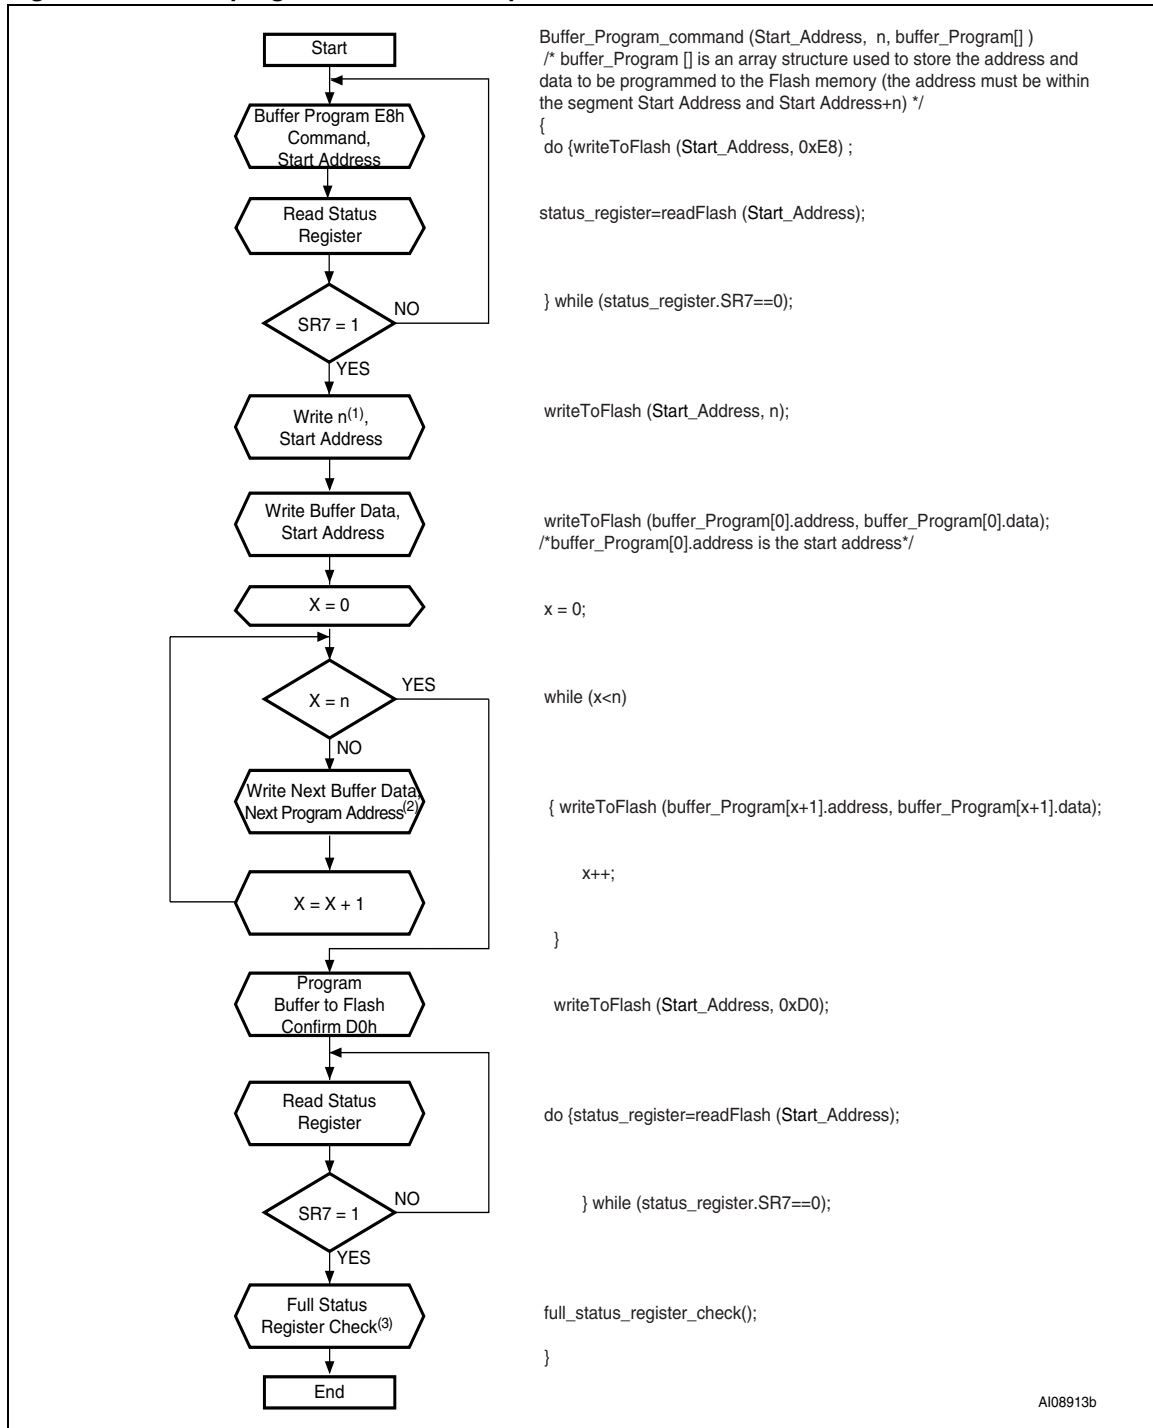 Start
Buffer Program E8h
Command,
Start Address
Read Status
Register
SR7 = 1
NO
YES
Write n(1),
Start Address
Write Buffer Data,
Start Address
X = 0
X = n
YES
NO
Write Next Buffer Data,
Next Program Address(2)
X = X + 1
Program
Buffer to Flash
Confirm D0h
Read Status
Register
SR7 = 1
NO
YES
Full Status
Register Check(3)
End
Buffer_Program_command (Start_Address, n, buffer_Program[] )
/* buffer_Program [] is an array structure used to store the address and
data to be programmed to the Flash memory (the address must be within
the segment Start Address and Start Address+n) */
{
do {writeToFlash (Start_Address, 0xE8) ;
status_register=readFlash (Start_Address);
} while (status_register.SR7==0);
writeToFlash (Start_Address, n);
writeToFlash (buffer_Program[0].address, buffer_Program[0].data);
/*buffer_Program[0].address is the start address*/
x = 0;
while (x<n)
{ writeToFlash (buffer_Program[x+1].address, buffer_Program[x+1].data);
x++;
}
writeToFlash (Start_Address, 0xD0);
do {status_register=readFlash (Start_Address);
} while (status_register.SR7==0);
full_status_register_check();
}
AI08913b